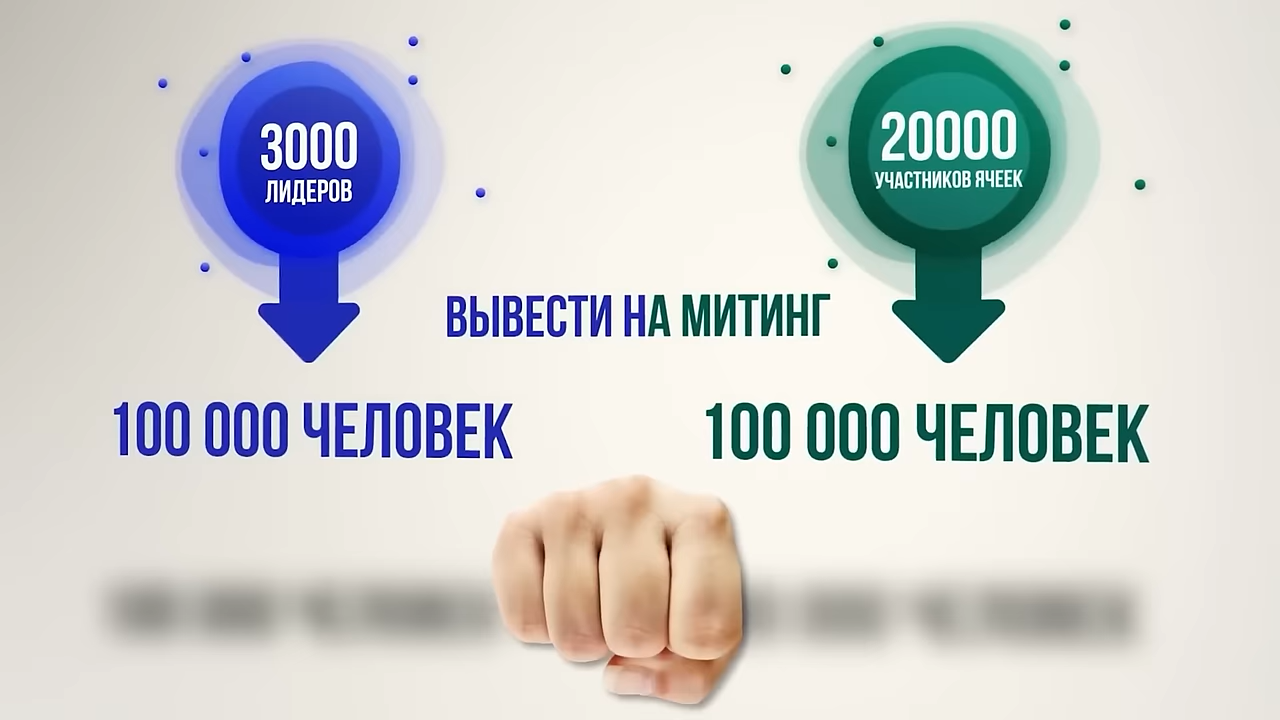 3000
ЛИДЕРОВ
20000
УЧАСТНИКОВ ЯЧЕЕК
ВЫВЕСТИ НА МИТИНГ
100 000 ЧЕЛОВЕК
100 000 ЧЕЛОВЕК